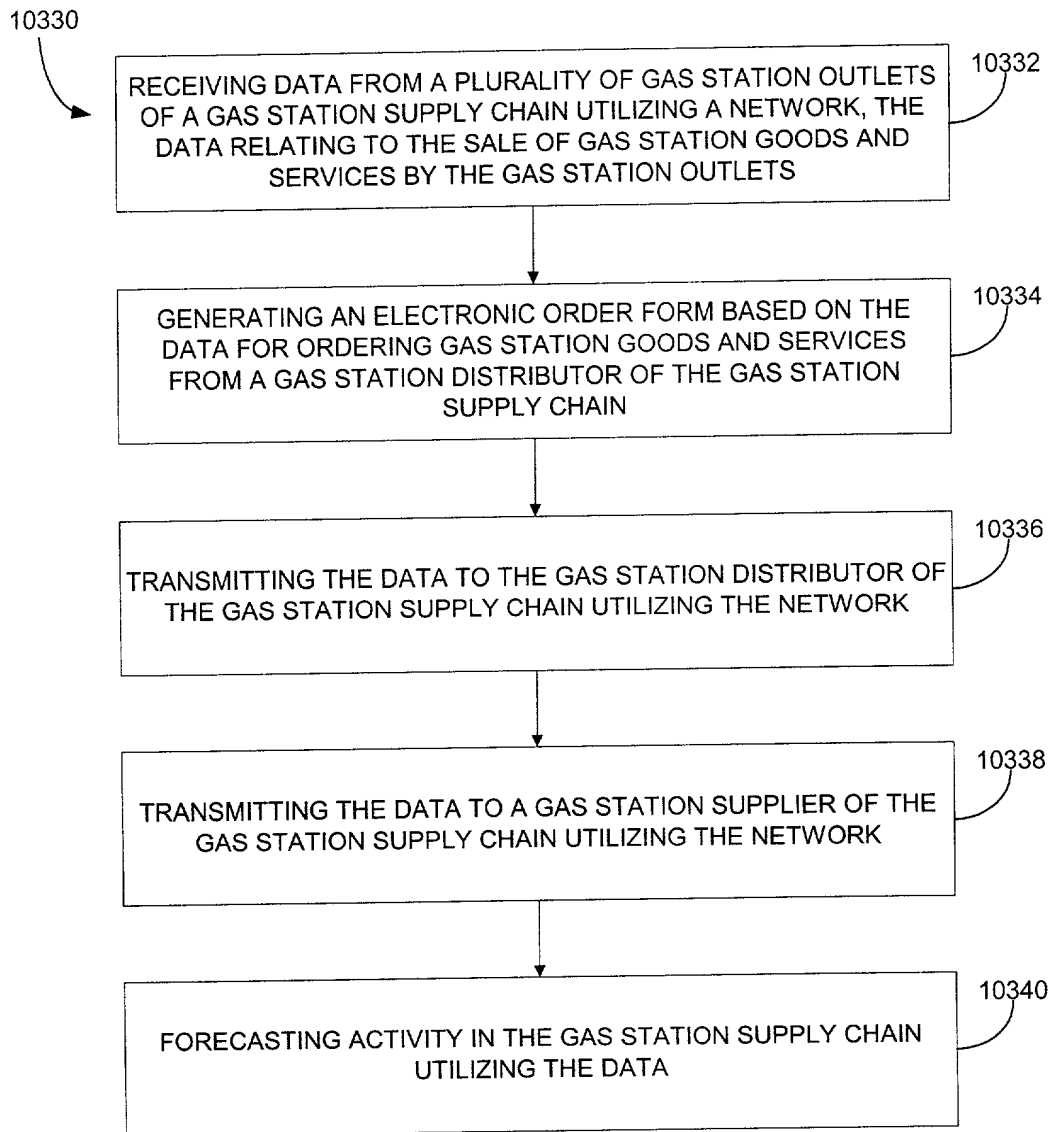 10330
RECEIVING DATA FROM A PLURALITY OF GAS STATION OUTLETS
OF A GAS STATION SUPPLY CHAIN UTILIZING A NETWORK, THE
DATA RELATING TO THE SALE OF GAS STATION GOODS AND
SERVICES BY THE GAS STATION OUTLETS
10332
GENERATING AN ELECTRONIC ORDER FORM BASED ON THE
DATA FOR ORDERING GAS STATION GOODS AND SERVICES
FROM A GAS STATION DISTRIBUTOR OF THE GAS STATION
SUPPLY CHAIN
10334
TRANSMITTING THE DATA TO THE GAS STATION DISTRIBUTOR OF
THE GAS STATION SUPPLY CHAIN UTILIZING THE NETWORK
10336
TRANSMITTING THE DATA TO A GAS STATION SUPPLIER OF THE
GAS STATION SUPPLY CHAIN UTILIZING THE NETWORK
10338
FORECASTING ACTIVITY IN THE GAS STATION SUPPLY CHAIN
UTILIZING THE DATA
10340